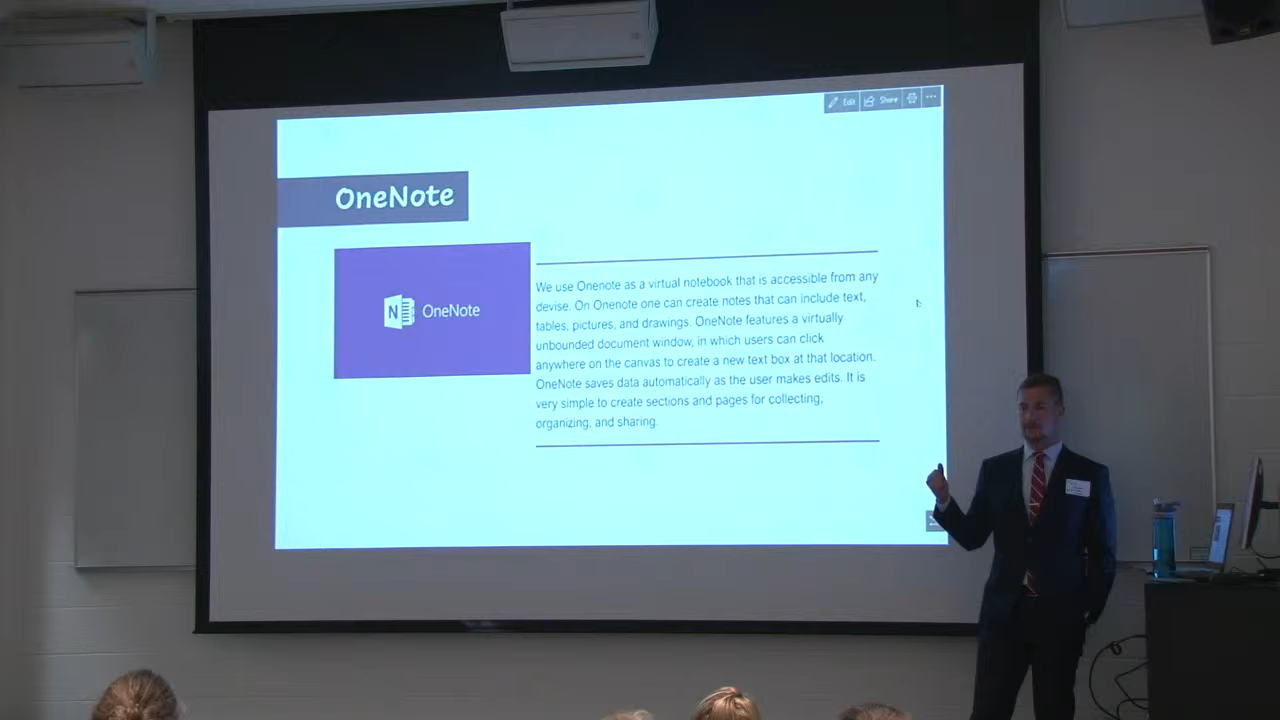 Edit Share
OneNote
N OneNote
We use Onenote as a virtual notebook that is accessible from any
devise. On Onenote one can create notes that can include text,
tables, pictures, and drawings. OneNote features a virtually
unbounded document window, in which users can click
anywhere on the canvas to create a new text box at that location.
OneNote saves data automatically as the user makes edits. It is
very simple to create sections and pages for collecting,
organizing, and sharing.